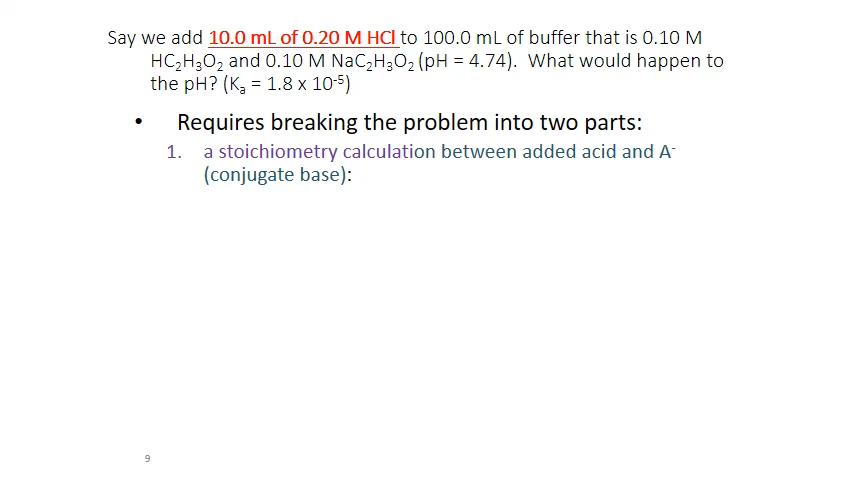 Say we add 10.0 mL of 0.20 M HCl to 100.0 mL of buffer that is 0.10 M
HC₂H₃O₂ and 0.10 M NaC₂H₃O₂ (pH = 4.74).  What would happen to
the pH? (Kₐ = 1.8 x 10⁻⁵)
• Requires breaking the problem into two parts:
1. a stoichiometry calculation between added acid and A⁻
(conjugate base):
9